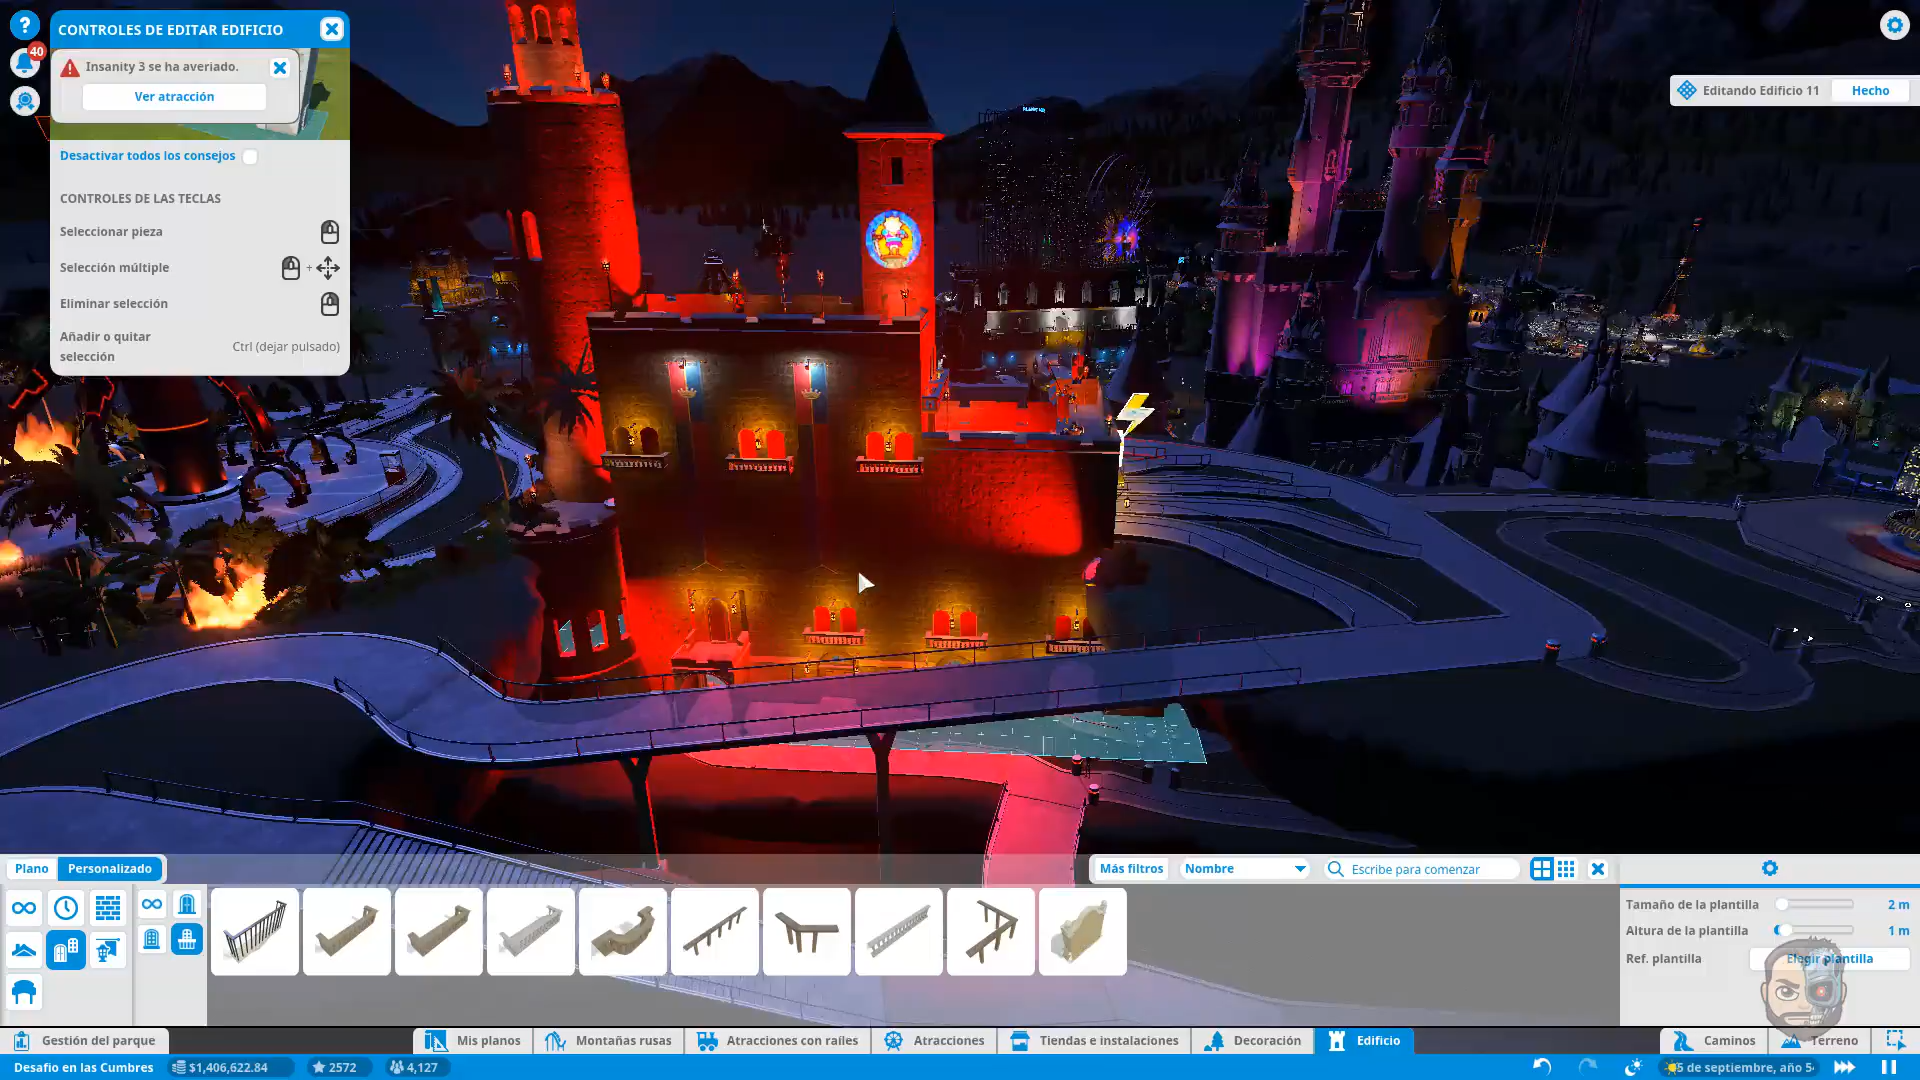 ?
CONTROLES DE EDITAR EDIFICIO
40
Insanity 3 se ha averiado.
Ver atracción
Desactivar todos los consejos
CONTROLES DE LAS TECLAS
Seleccionar pieza
Selección múltiple
+
Eliminar selección
Añadir o quitar
selección
Ctrl (dejar pulsado)
Editando Edificio 11
Hecho
Plano
Personalizado
Más filtros
Nombre
Escribe para comenzar
Tamaño de la plantilla
2 m
Altura de la plantilla
1 m
Ref. plantilla
Elegir plantilla
Gestión del parque
Mis planos
Montañas rusas
Atracciones con raíles
Atracciones
Tiendas e instalaciones
Decoración
Edificio
Caminos
Terreno
Desafío en las Cumbres
$1,406,622.84
2572
4,127
5 de septiembre, año 5